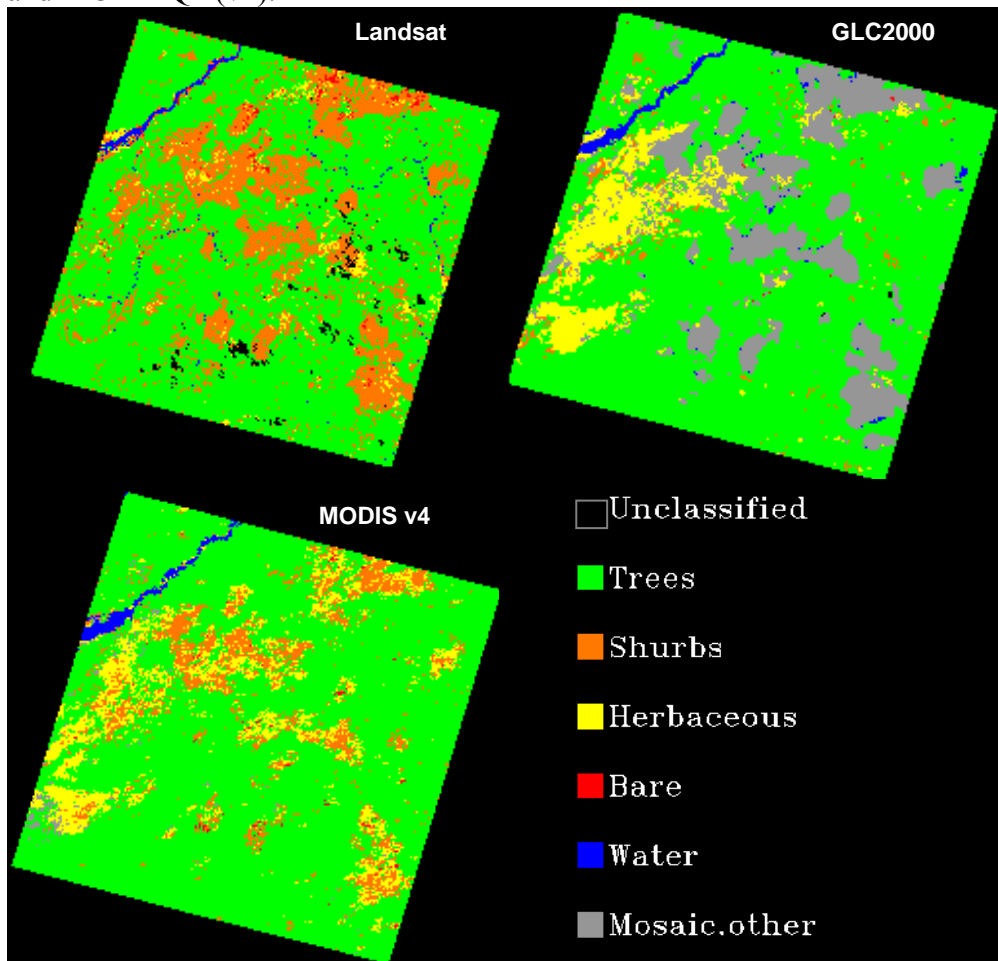 Landsat
GLC2000
MODIS v4
Unclassified
Trees
Shurbs
Herbaceous
Bare
Water
Mosaic.other